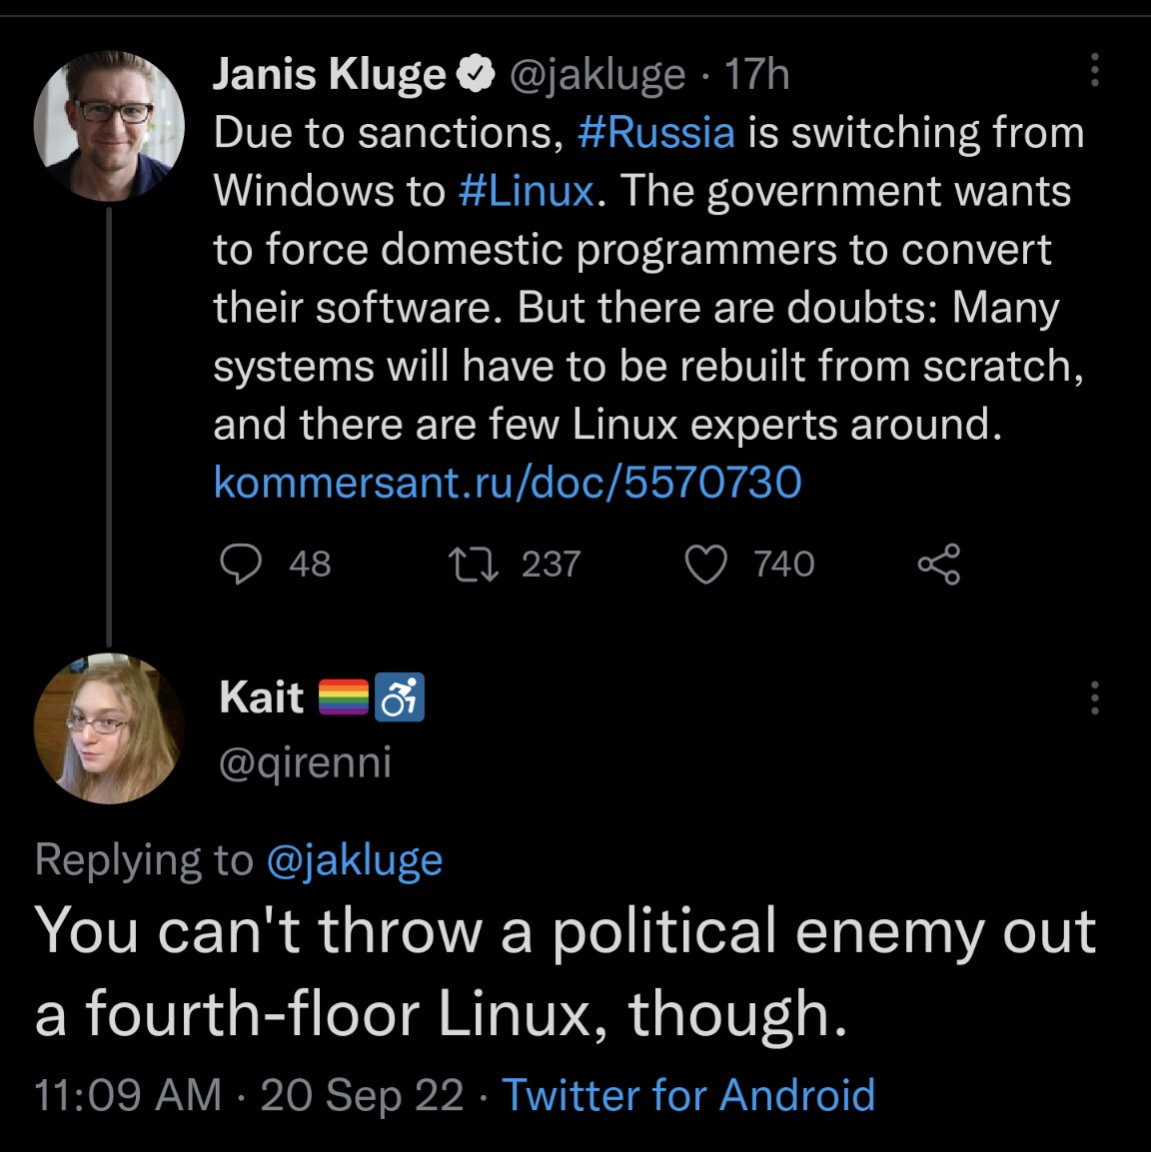 Janis Kluge @jakluge · 17h
Due to sanctions, #Russia is switching from
Windows to #Linux. The government wants
to force domestic programmers to convert
their software. But there are doubts: Many
systems will have to be rebuilt from scratch,
and there are few Linux experts around.
kommersant.ru/doc/5570730
48 237 740
Kait
@qirenni
Replying to @jakluge
You can't throw a political enemy out
a fourth-floor Linux, though.
11:09 AM · 20 Sep 22 · Twitter for Android